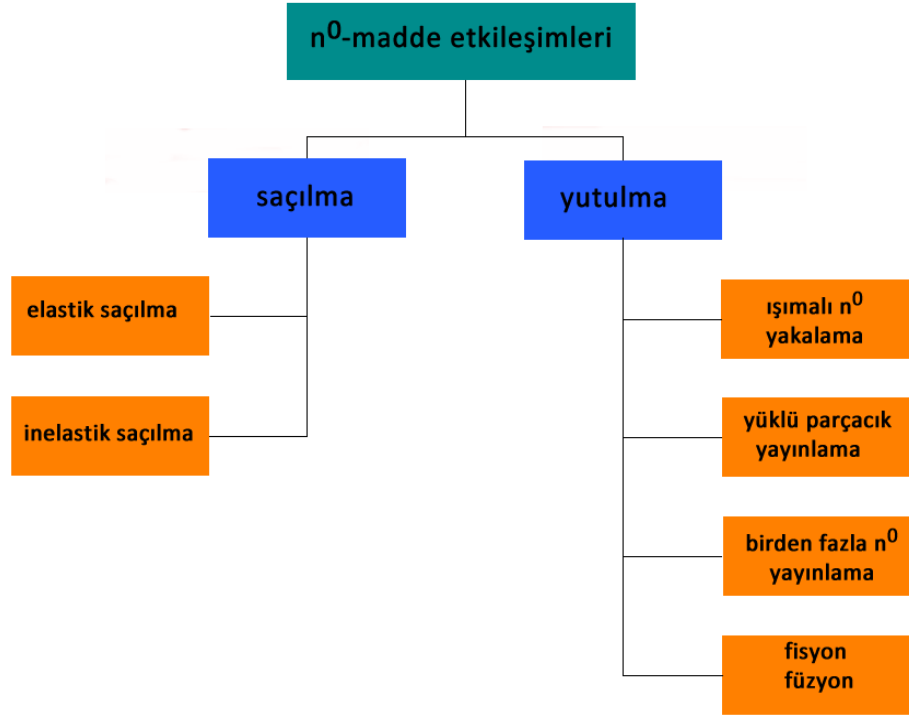 n⁰-madde etkileşimleri
saçılma
yutulma
elastik saçılma
inelastik saçılma
ışımalı n⁰
yakalama
yüklü parçacık
yayınlama
birden fazla n⁰
yayınlama
fisyon
füzyon